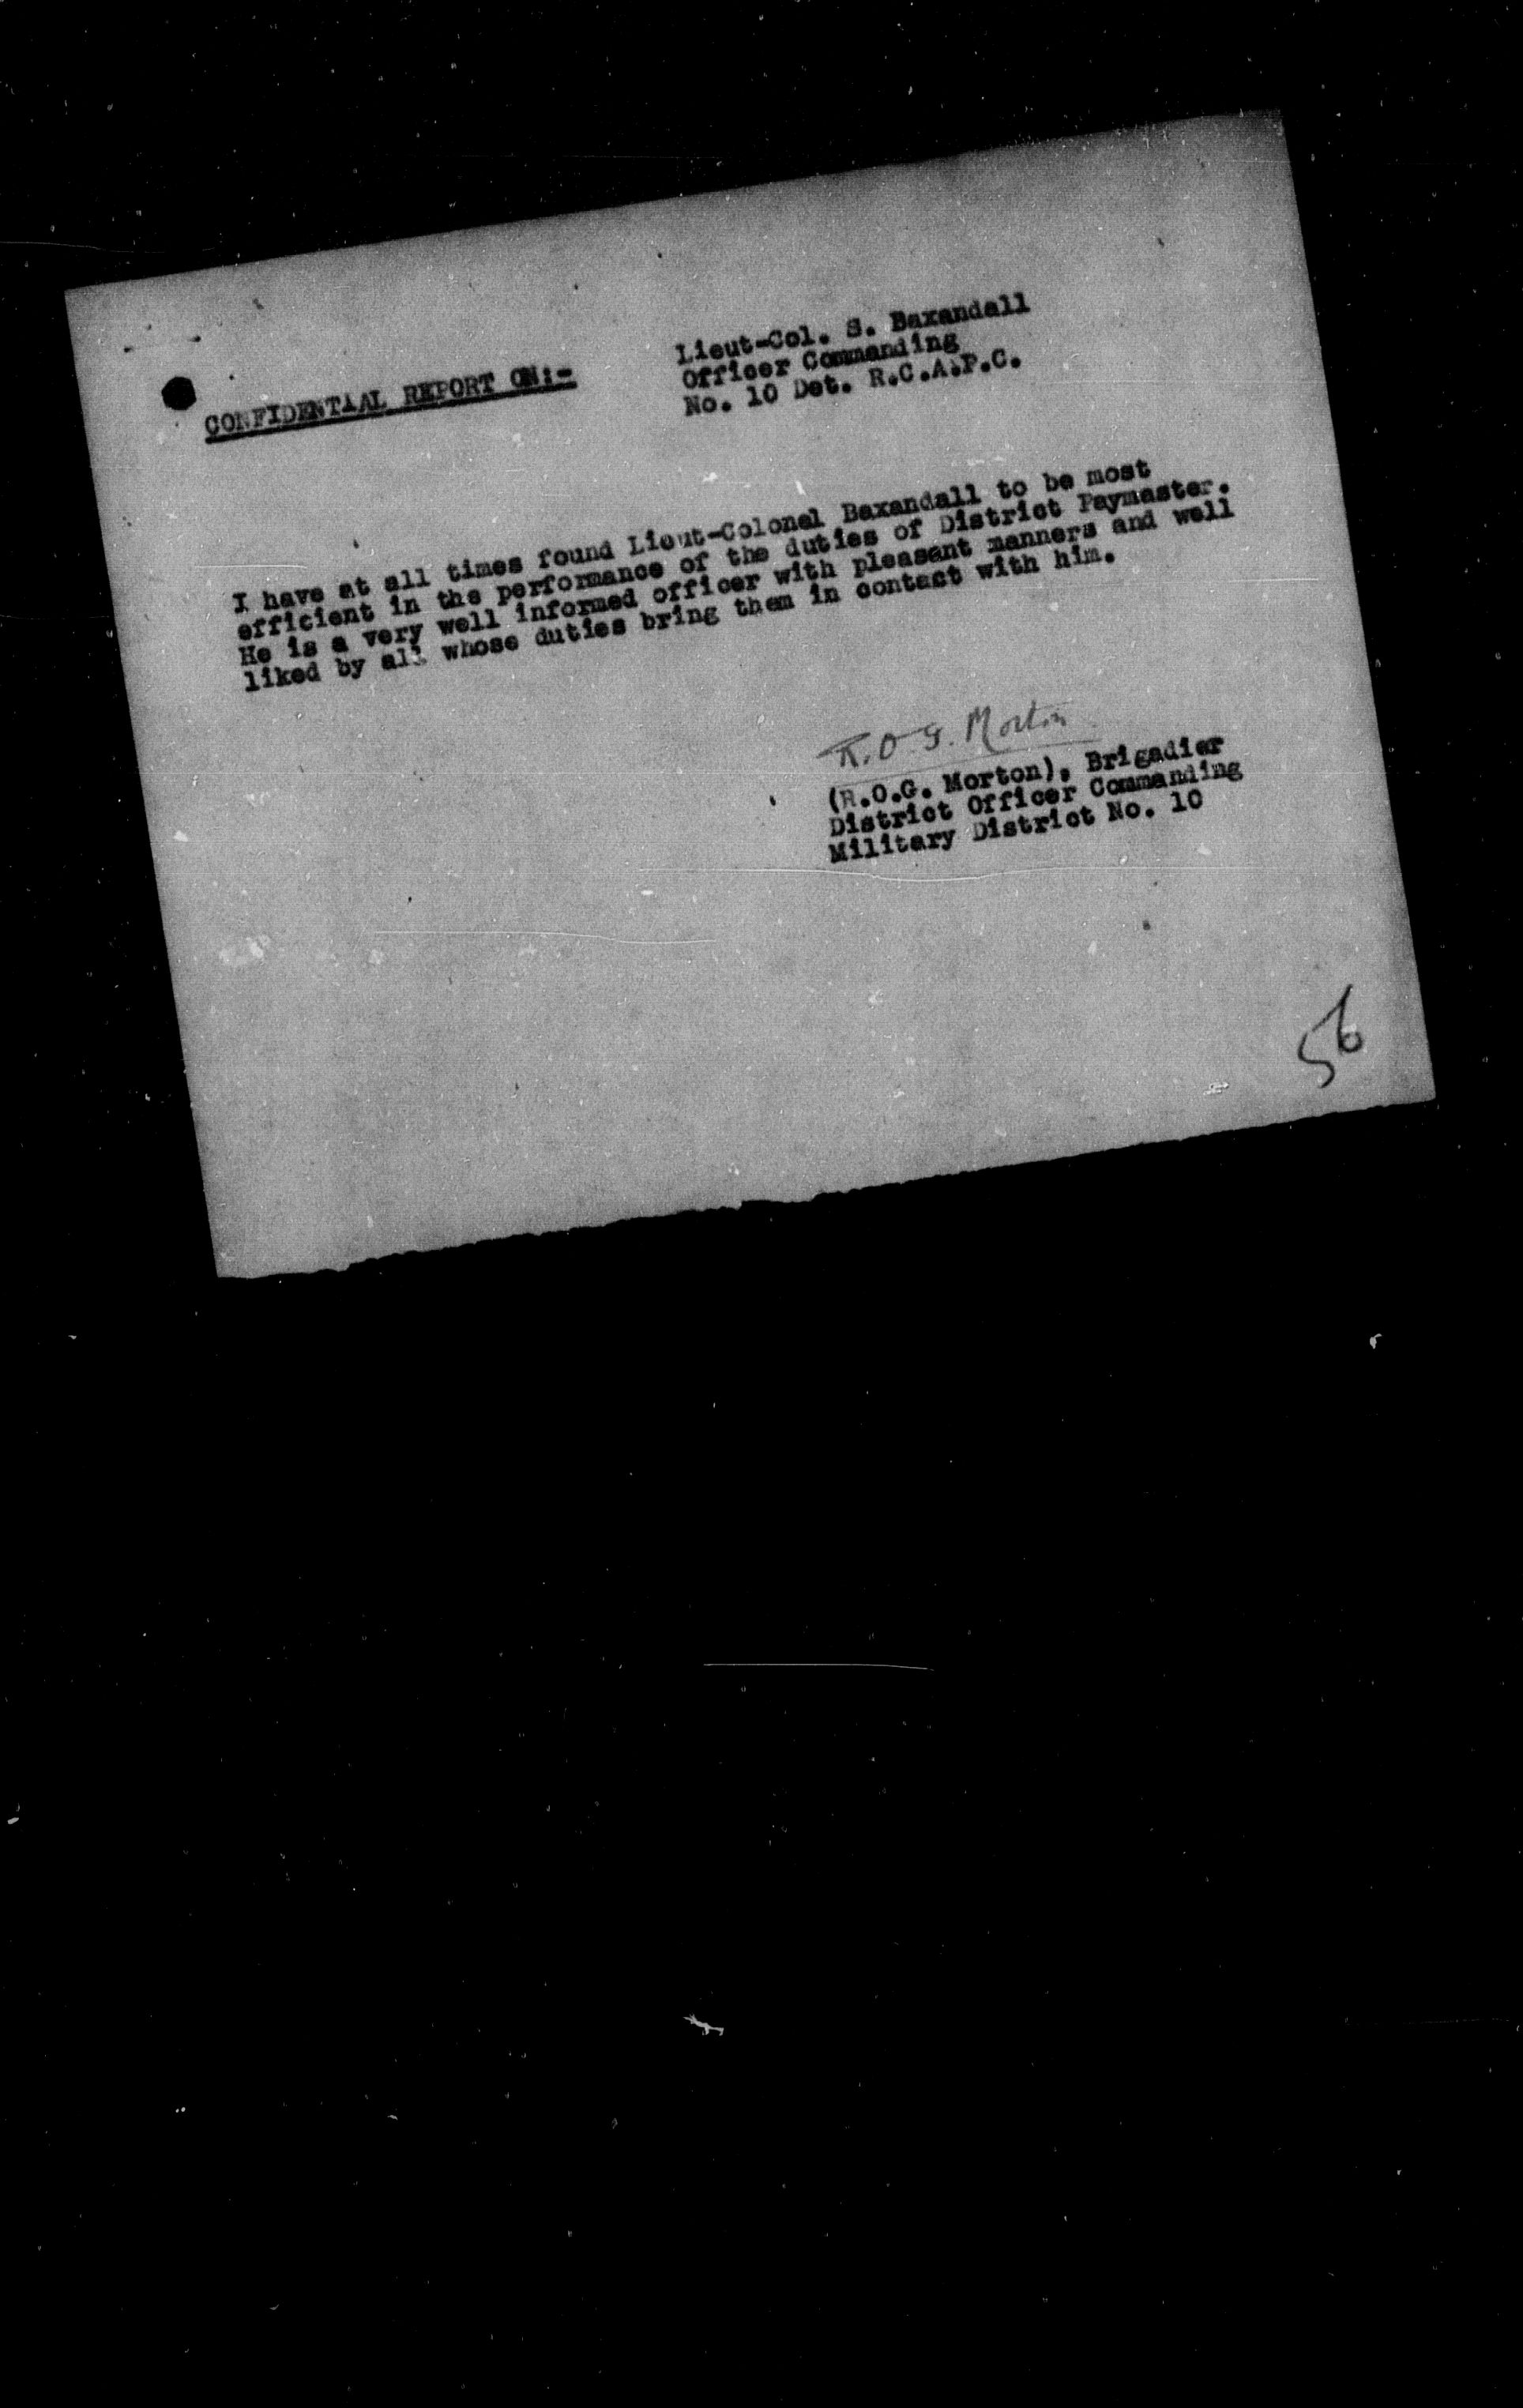 CONFIDENTIAL REPORT ON:-
Lieut-Col. S. Baxandall
Officer Commanding
No. 10 Det. R.C.A.P.C.
I have at all times found Lieut-Colonel Baxandall to be most
efficient in the performance of the duties of District Paymaster.
He is a very well informed officer with pleasant manners and well
liked by all whose duties bring them in contact with him.
R.O.G. Morton
(R.O.G. Morton), Brigadier
District Officer Commanding
Military District No. 10
56